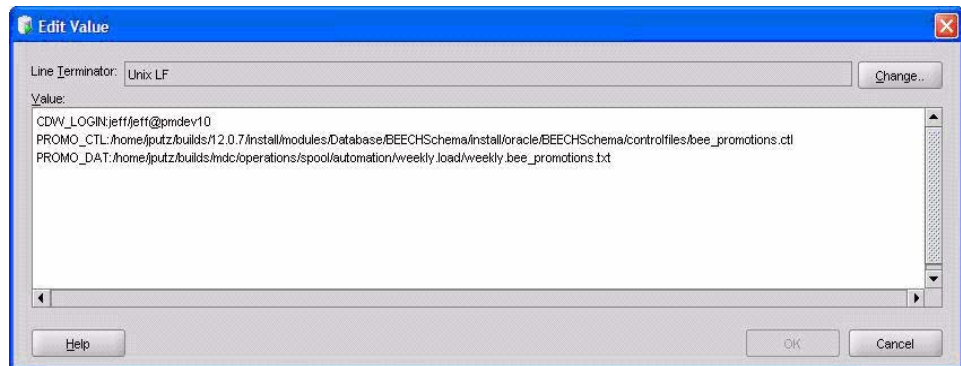 Edit Value
Line Terminator: Unix LF
Change..
Value:
CDW_LOGIN:jeff/jeff@pmdev10
PROMO_CTL:/home/jputz/builds/12.0.7/install/modules/Database/BEECHSchema/install/oracle/BEECHSchema/controlfiles/bee_promotions.ctl
PROMO_DAT:/home/jputz/builds/mdc/operations/spool/automation/weekly.load/weekly.bee_promotions.txt
Help
OK
Cancel